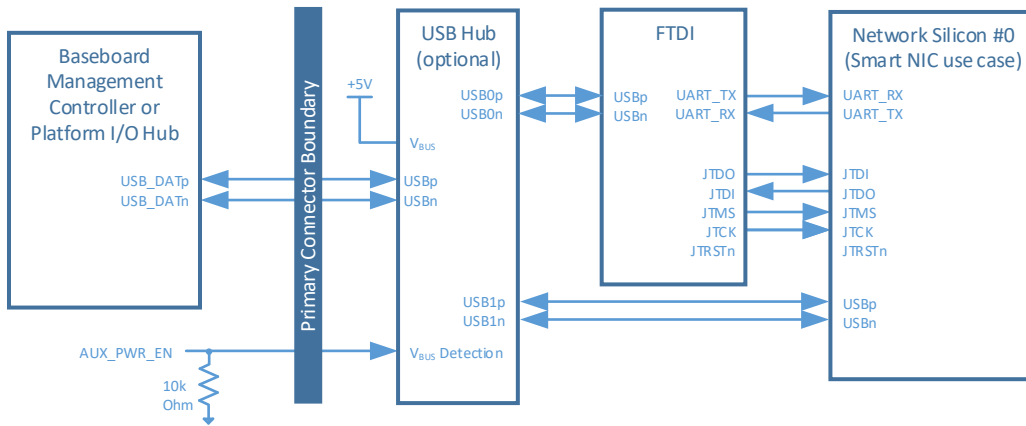 Baseboard
Management
Controller or
Platform I/O Hub
USB_DATp
USB_DATn
AUX_PWR_EN
10k
Ohm
Primary Connector Boundary
+5V
USB Hub
(optional)
USB0p
USB0n
VBUS
USBp
USBn
USB1p
USB1n
VBUS Detection
FTDI
USBp
USBn
UART_TX
UART_RX
JTDO
JTDI
JTMS
JTCK
JTRSTn
Network Silicon #0
(Smart NIC use case)
UART_RX
UART_TX
JTDI
JTDO
JTMS
JTCK
JTRSTn
USBp
USBn